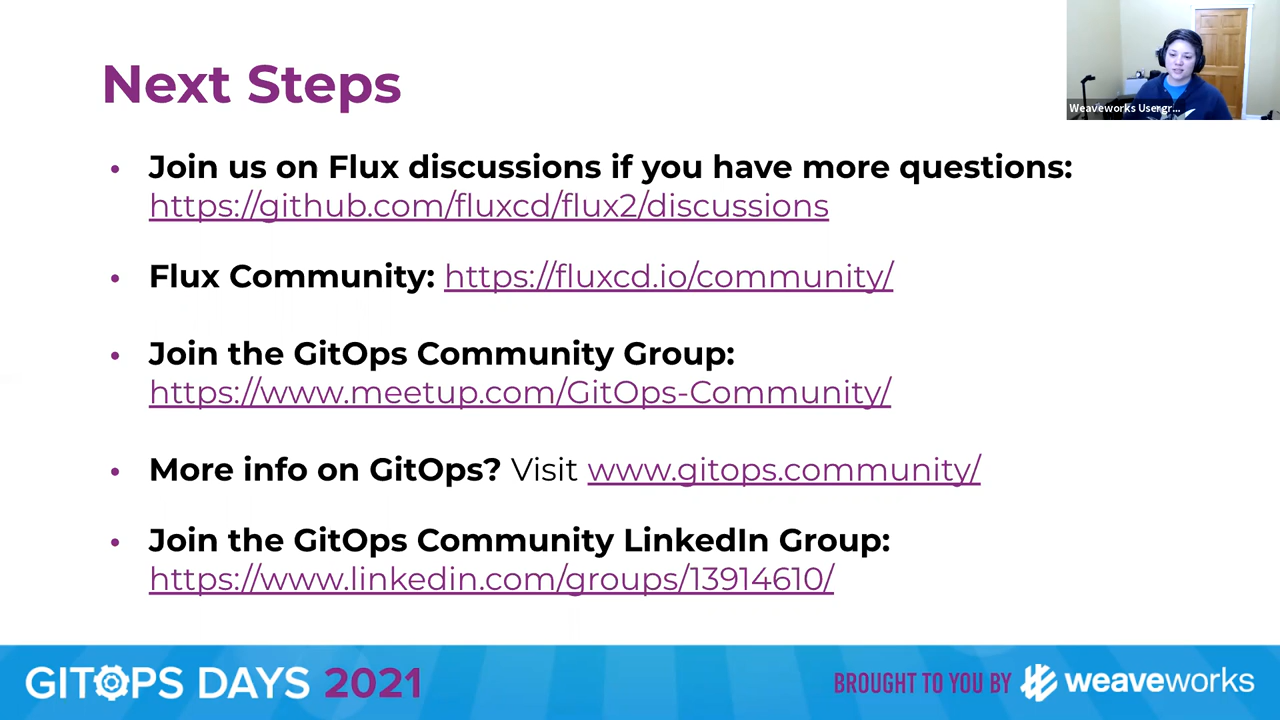 Next Steps
Weaveworks Usergr...
• Join us on Flux discussions if you have more questions:
https://github.com/fluxcd/flux2/discussions
• Flux Community: https://fluxcd.io/community/
• Join the GitOps Community Group:
https://www.meetup.com/GitOps-Community/
• More info on GitOps? Visit www.gitops.community/
• Join the GitOps Community LinkedIn Group:
https://www.linkedin.com/groups/13914610/
GITOPS DAYS 2021
BROUGHT TO YOU BY weaveworks